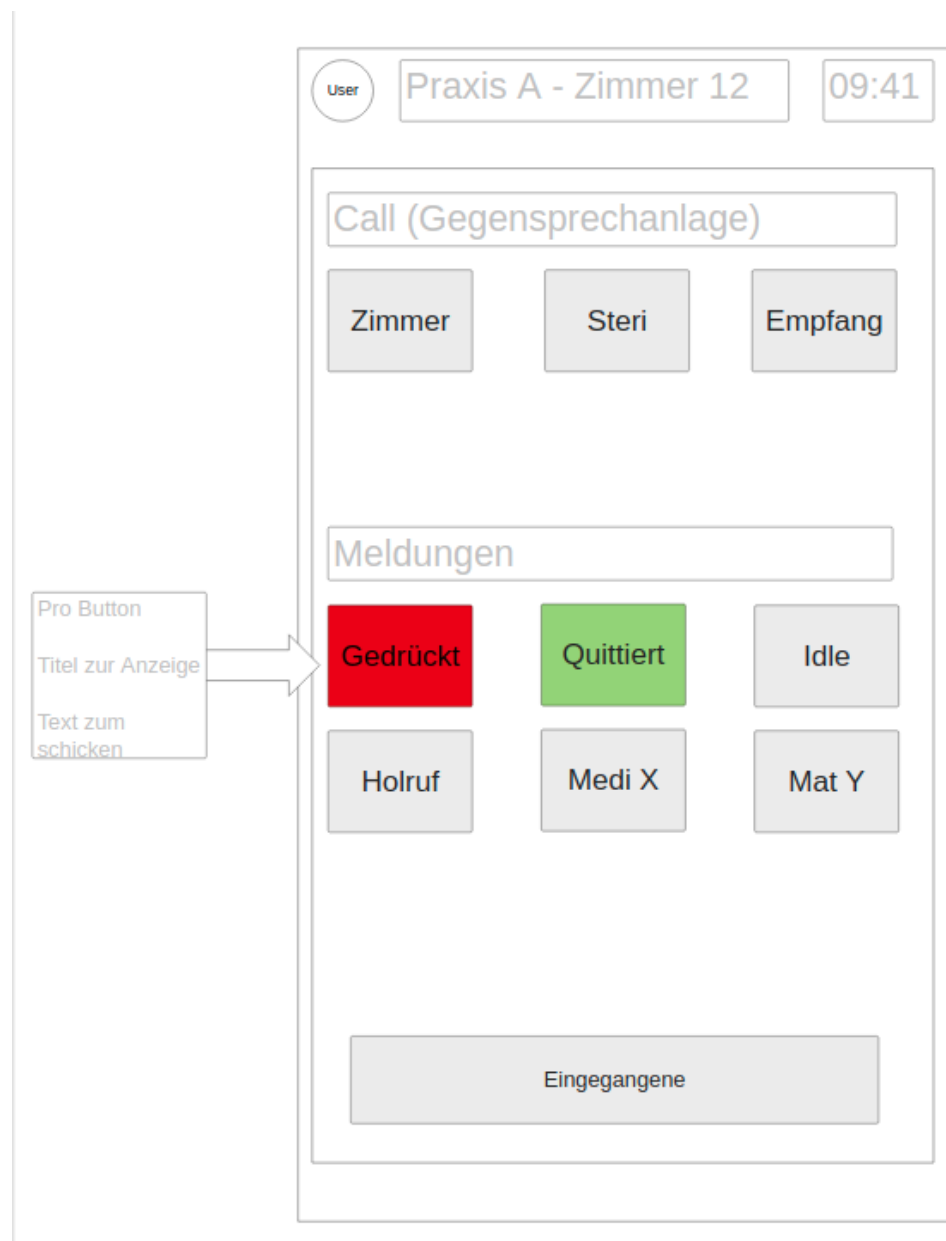 User
Praxis A - Zimmer 12
09:41
Call (Gegensprechanlage)
Zimmer
Steri
Empfang
Meldungen
Pro Button
Titel zur Anzeige
Text zum
schicken
Gedrückt
Quittiert
Idle
Holruf
Medi X
Mat Y
Eingegangene